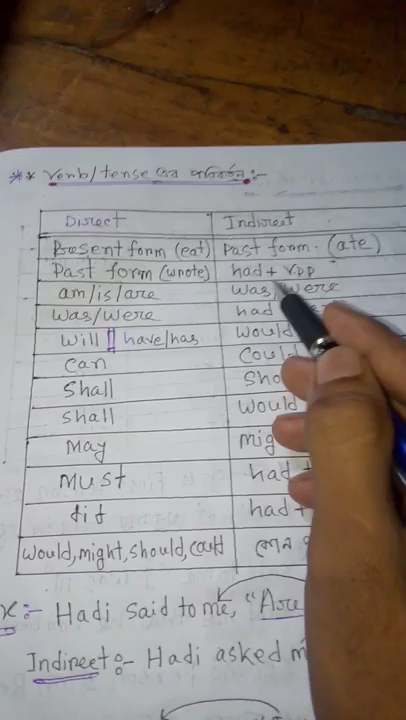 ** Verb/tense এর পরিবর্তন:-
Direct Indirect
Present form (eat) Past form. (ate)
Past form (wrote) had + vpp
am/is/are was/were
was/were had
will || have/has would
can could
Shall
shall would
May
Must had +
did had +
would, might, should, could কোন
Hadi said to me, "Are
Indirect:- Hadi asked